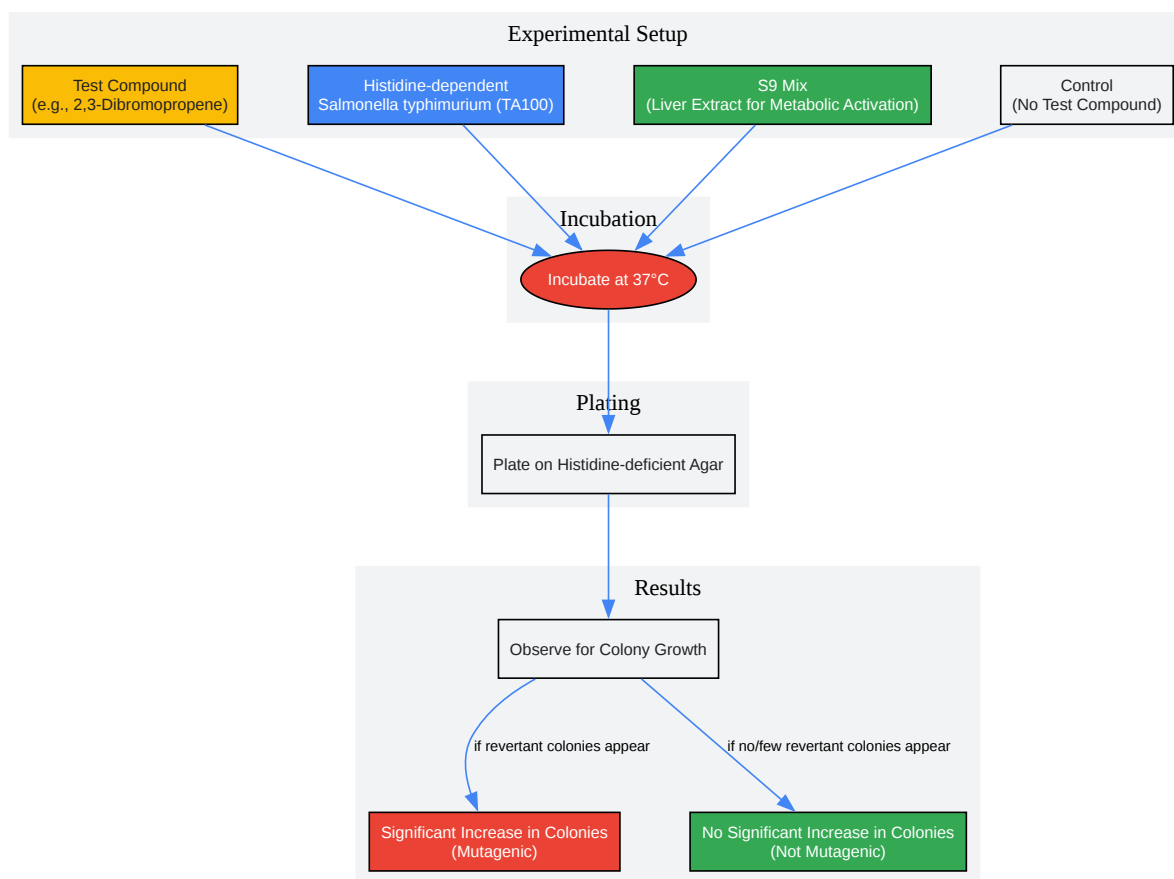 Experimental Setup
Test Compound
(e.g., 2,3-Dibromopropene)
Histidine-dependent
Salmonella typhimurium (TA100)
S9 Mix
(Liver Extract for Metabolic Activation)
Control
(No Test Compound)
Incubation
Incubate at 37°C
Plating
Plate on Histidine-deficient Agar
Results
Observe for Colony Growth
if revertant colonies appear
if no/few revertant colonies appear
Significant Increase in Colonies
(Mutagenic)
No Significant Increase in Colonies
(Not Mutagenic)